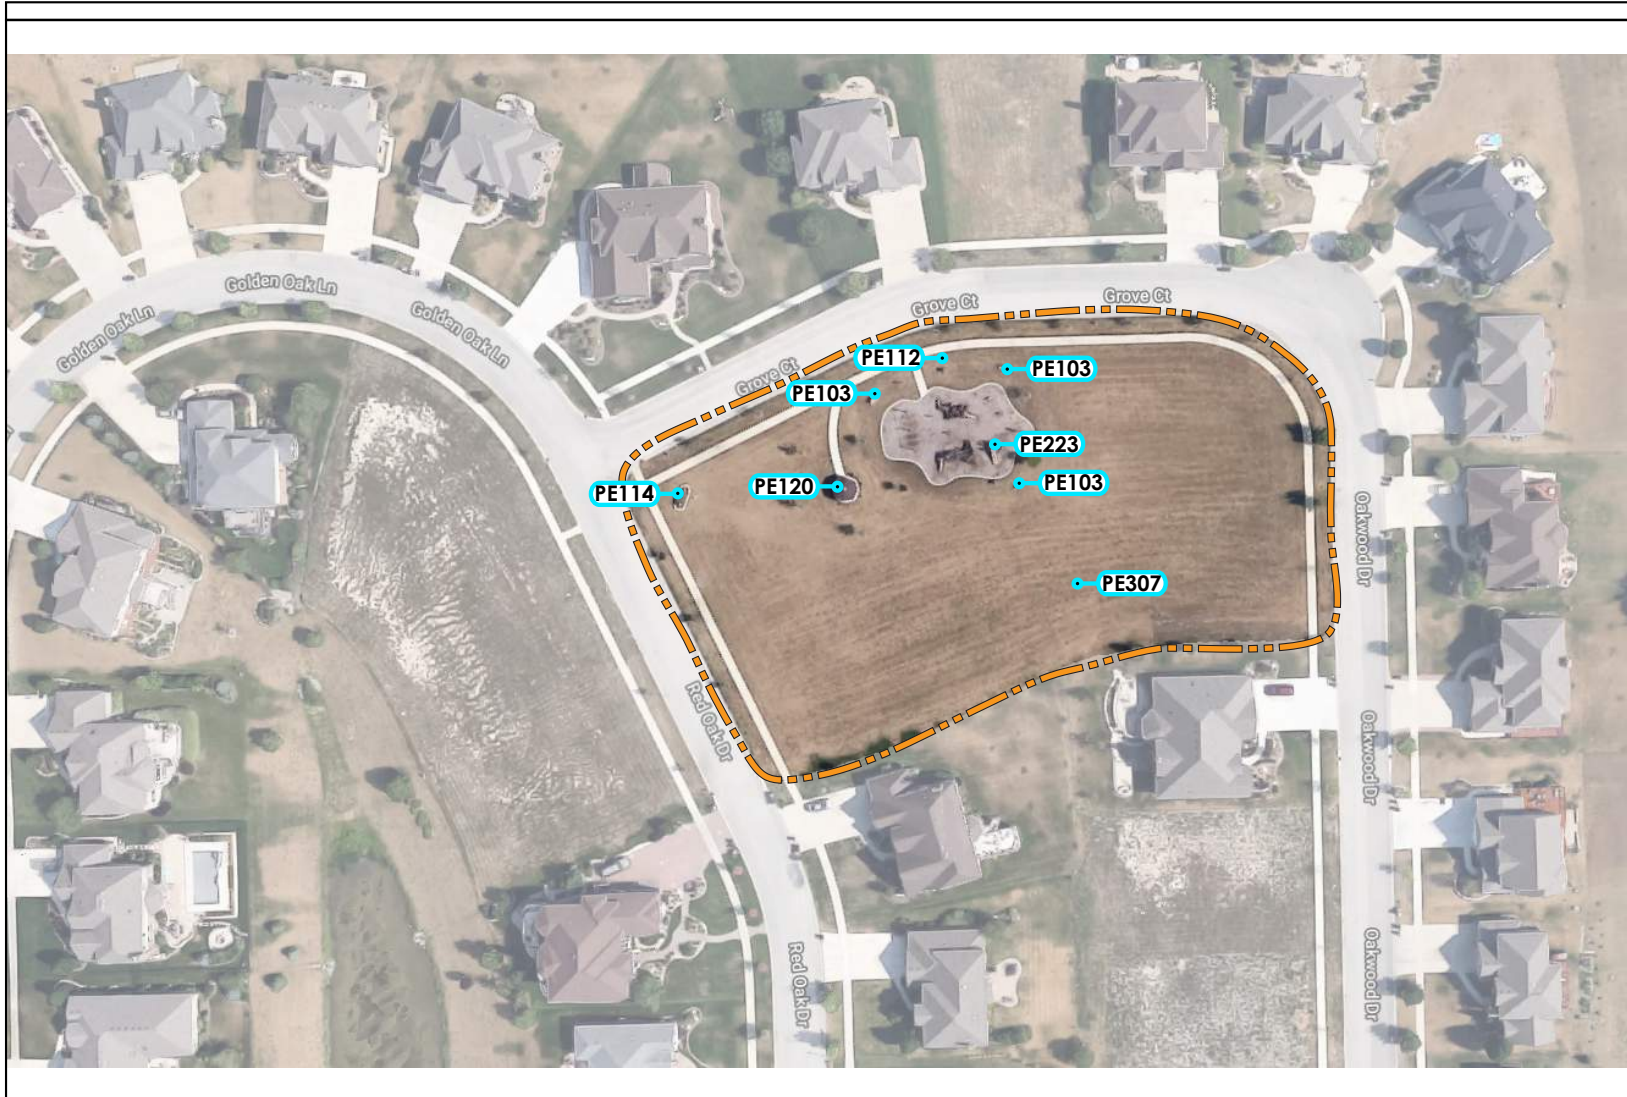 Golden Oak Ln
Golden Oak Ln
Golden Oak Ln
Grove Ct
Grove Ct
Grove Ct
PE112
PE103
PE103
PE223
PE114
PE120
PE103
PE307
Oakwood Dr
Red Oak Dr
Oakwood Dr
Red Oak Dr
Oakwood Dr